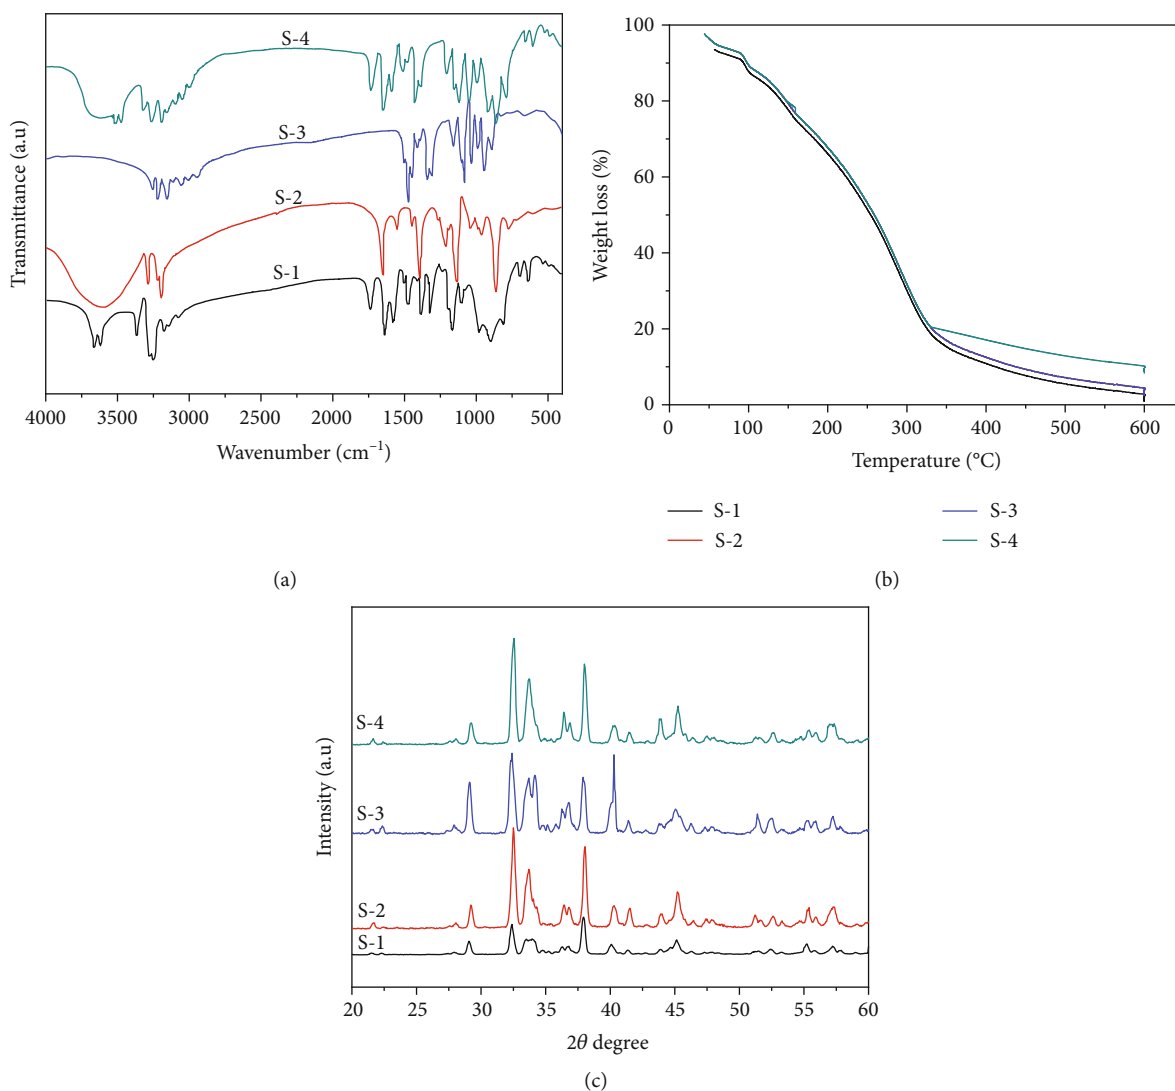 S-4
S-3
S-2
S-1
Transmittance (a.u)
4000 3500 3000 2500 2000 1500 1000 500
Wavenumber (cm⁻¹)
(a)
100
80
60
40
20
0
Weight loss (%)
0 100 200 300 400 500 600
Temperature (°C)
S-1 S-3
S-2 S-4
(b)
S-4
S-3
S-2
S-1
Intensity (a.u)
20 25 30 35 40 45 50 55 60
2θ degree
(c)